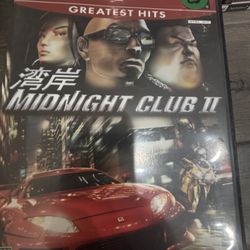 GREATEST HITS
湾岸
MIDNIGHT CLUB II